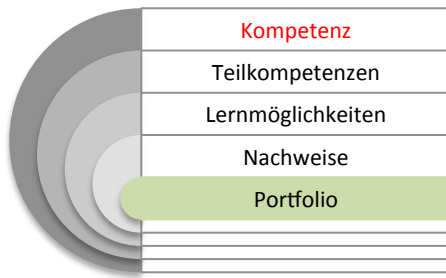 Kompetenz
Teilkompetenzen
Lernmöglichkeiten
Nachweise
Portfolio